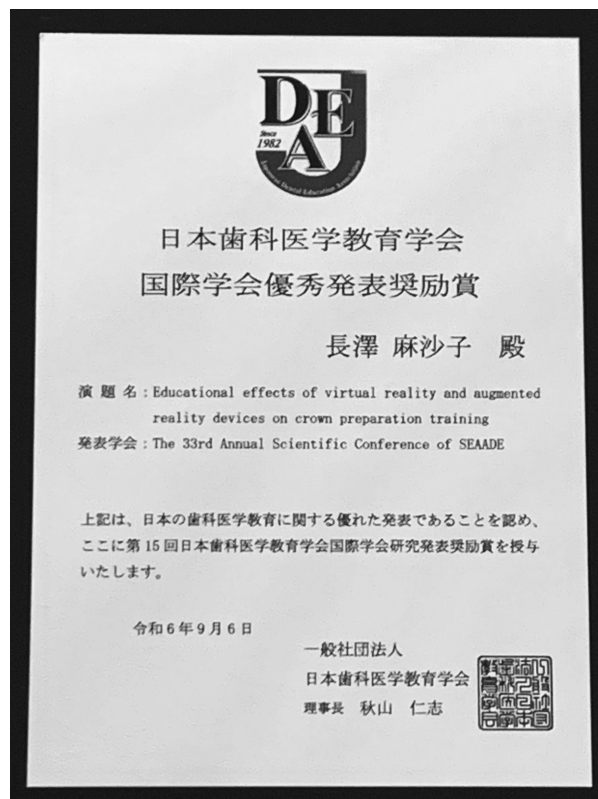 DEA
Since
1982
Japanese Dental Education Association
日本歯科医学教育学会
国際学会優秀発表奨励賞
長澤 麻沙子 殿
演題名：Educational effects of virtual reality and augmented
reality devices on crown preparation training
発表学会：The 33rd Annual Scientific Conference of SEAADE
上記は、日本の歯科医学教育に関する優れた発表であることを認め、
ここに第15回日本歯科医学教育学会国際学会研究発表奨励賞を授与
いたします。
令和6年9月6日
一般社団法人
日本歯科医学教育学会
理事長 秋山 仁志